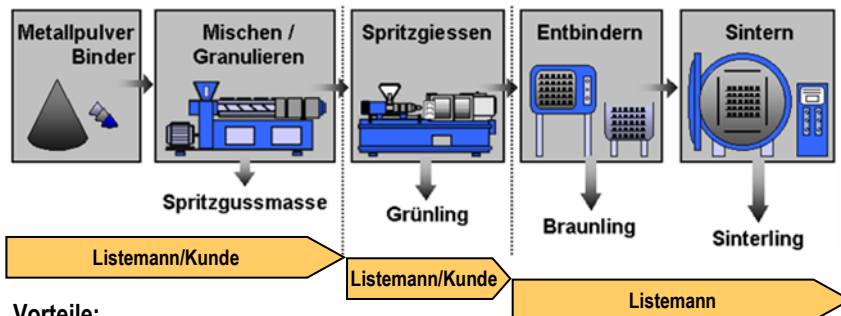 Metallpulver
Binder
Mischen /
Granulieren
Spritzgiessen
Entbindern
Sintern
Spritzgussmasse
Grünling
Braunling
Sinterling
Listemann/Kunde
Listemann/Kunde
Listemann
Vorteile: